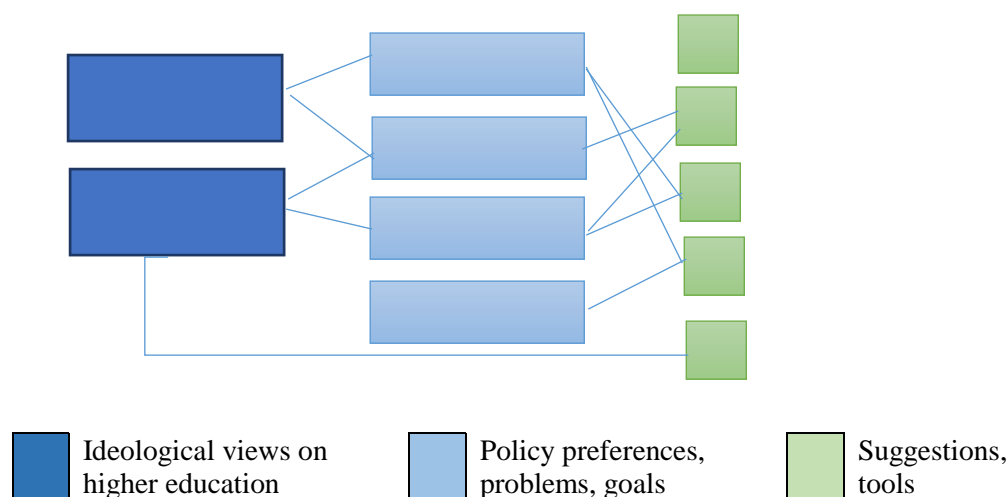 Ideological views on
higher education
Policy preferences,
problems, goals
Suggestions,
tools